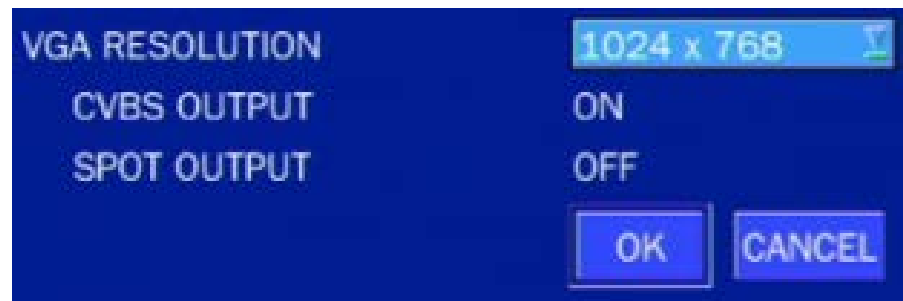 VGA RESOLUTION 1024 x 768
CVBS OUTPUT ON
SPOT OUTPUT OFF
OK CANCEL